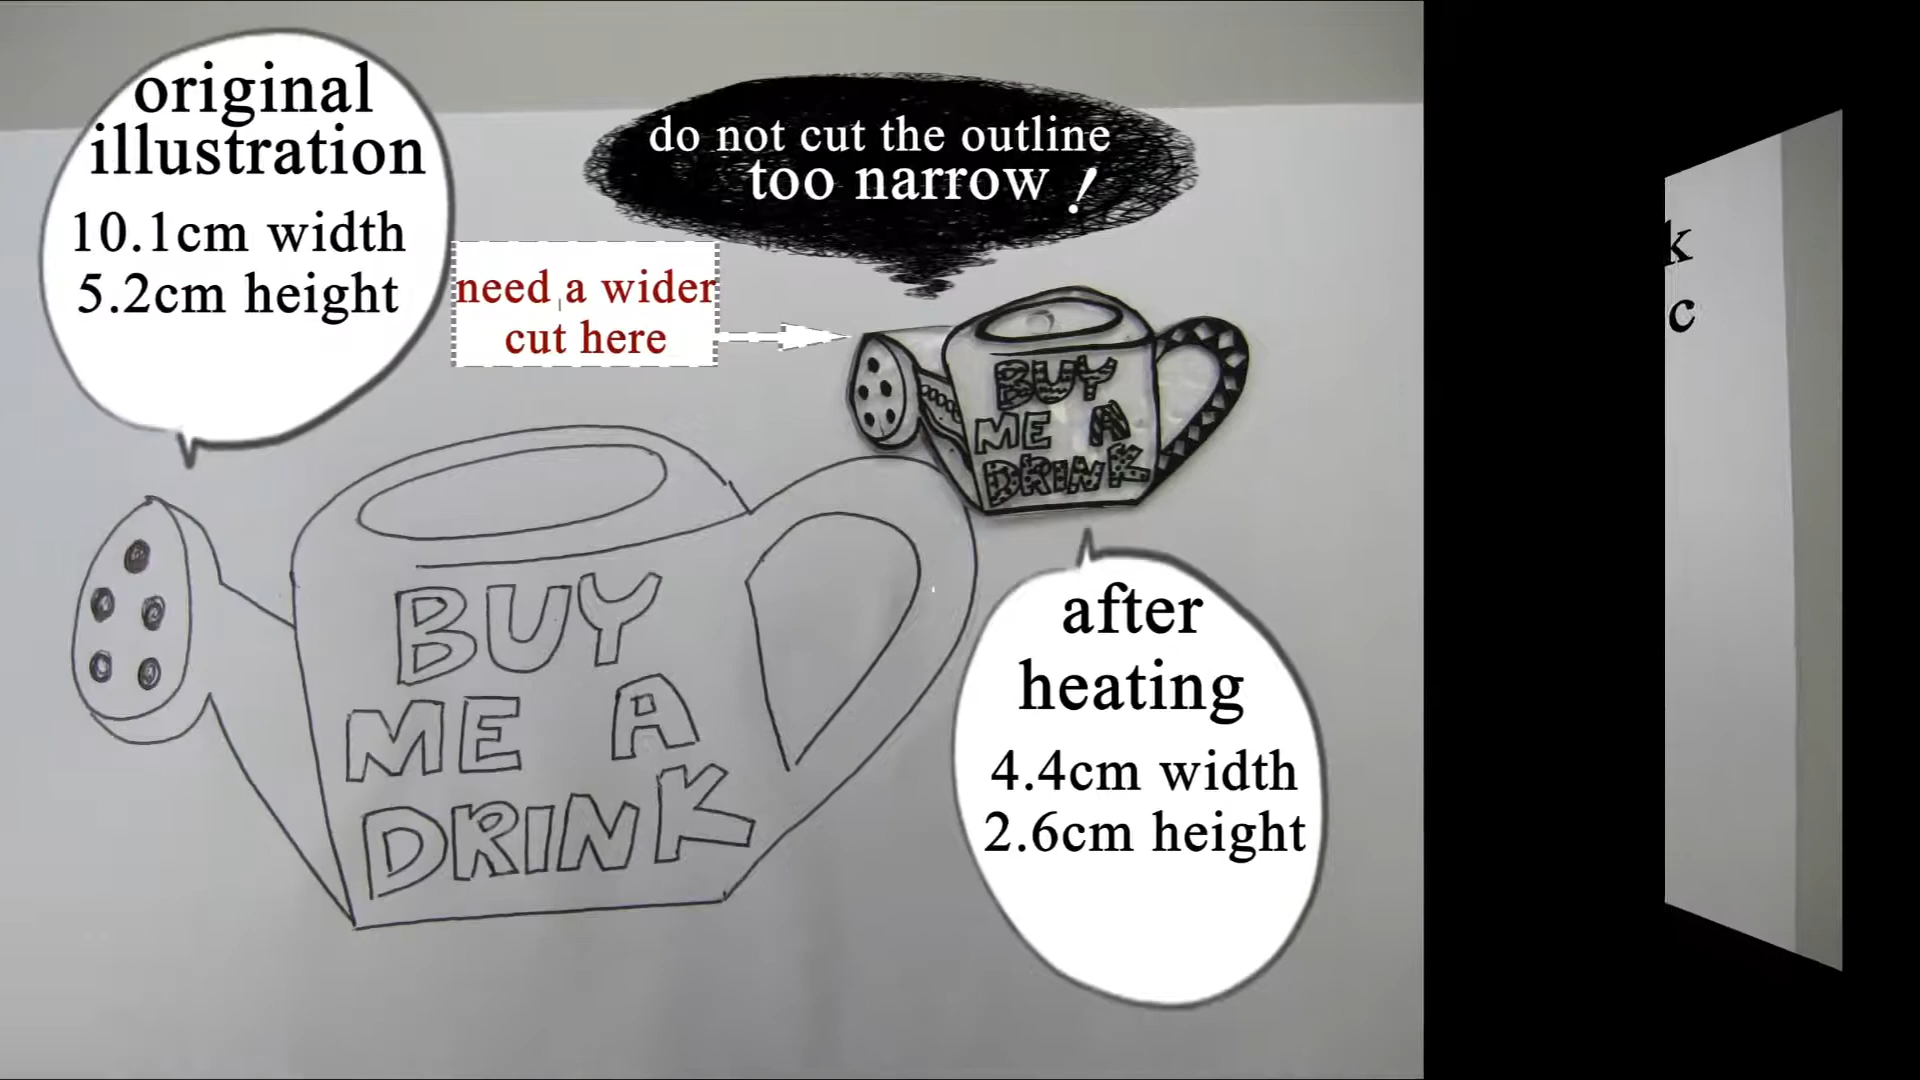 original
illustration
10.1cm width
5.2cm height
do not cut the outline
too narrow !
need a wider
cut here
BUY
ME A
DRINK
BUY
ME A
DRINK
after
heating
4.4cm width
2.6cm height
k
c